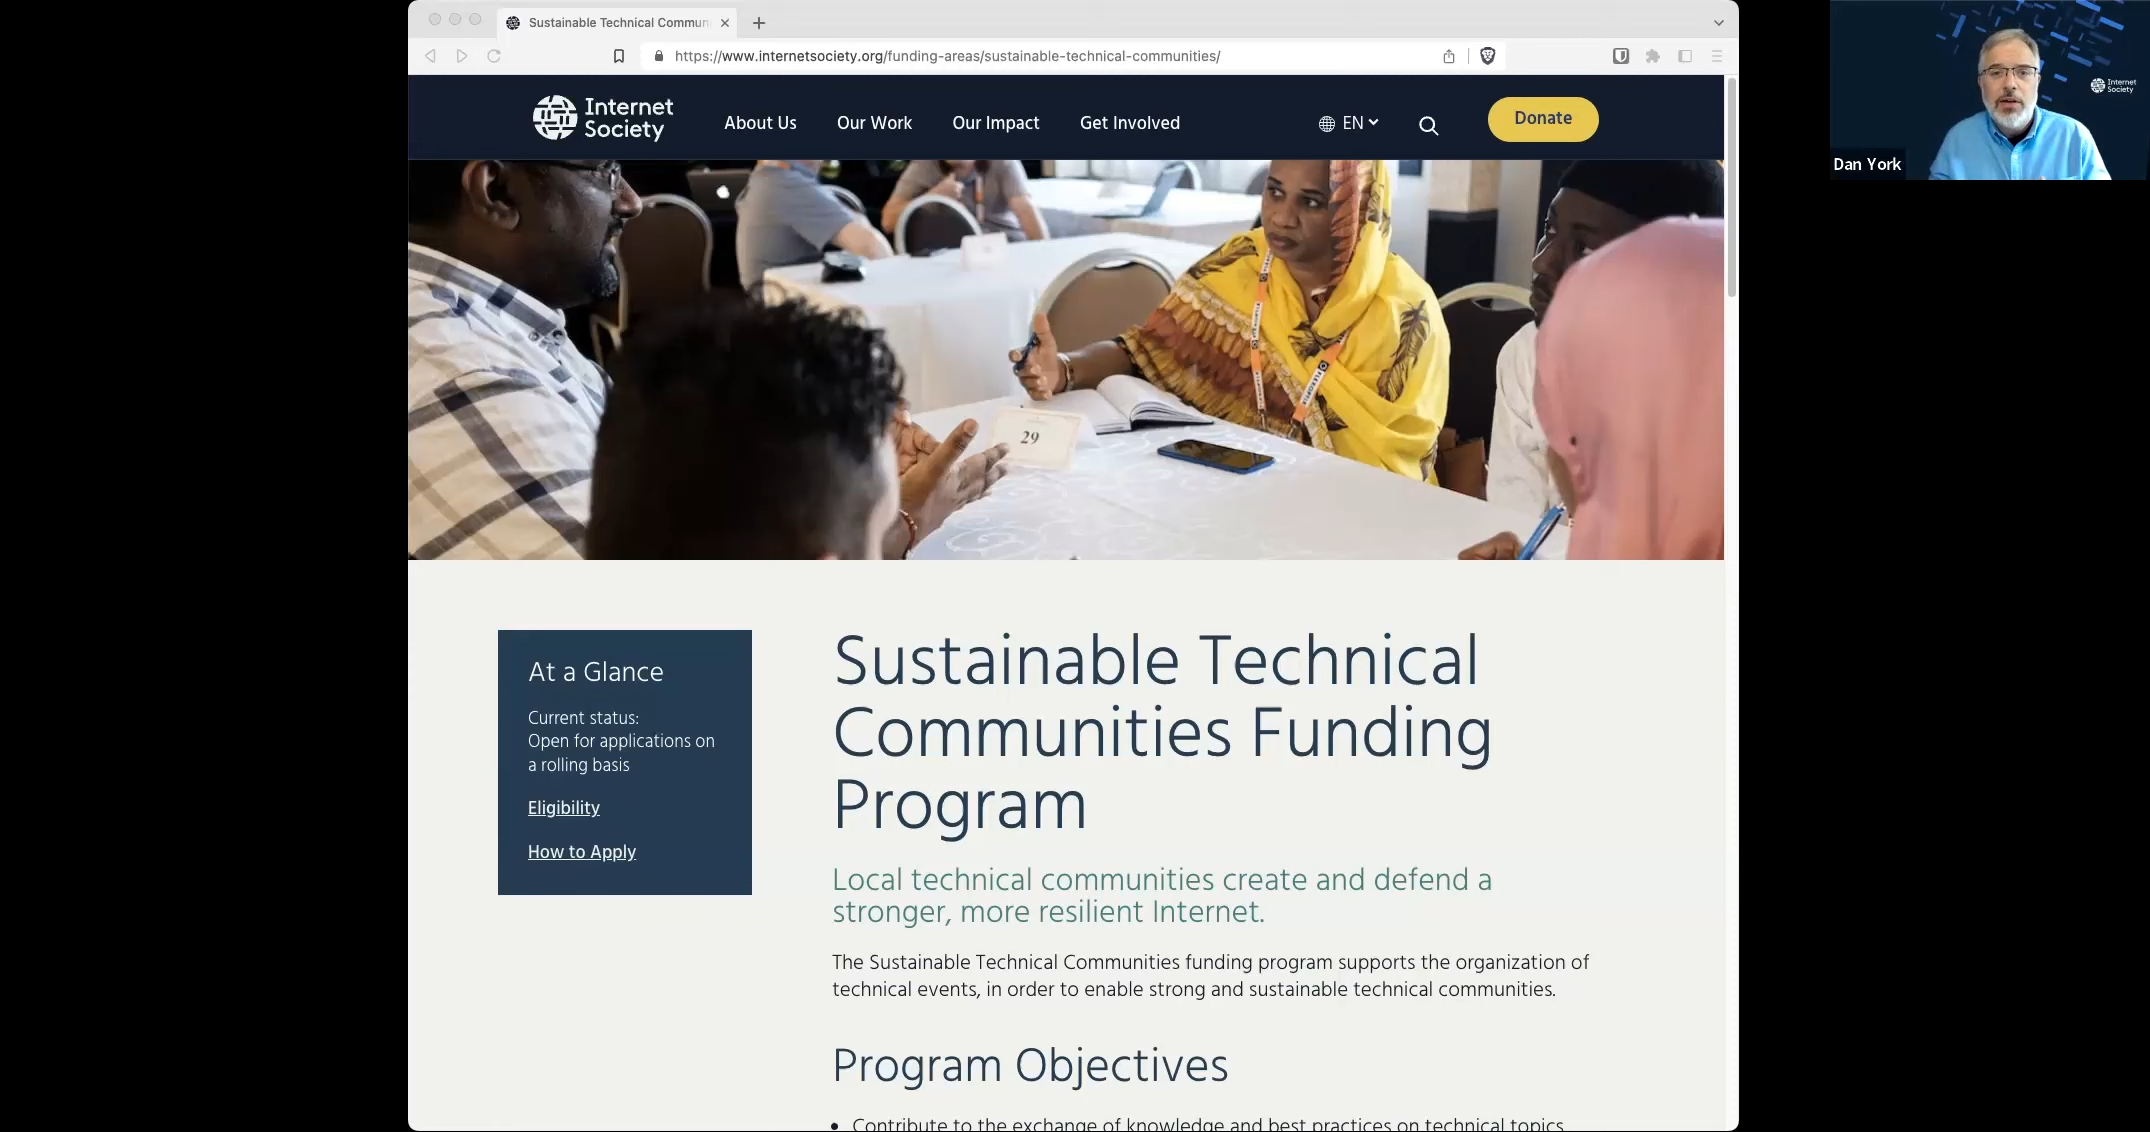 Sustainable Technical Commun
https://www.internetsociety.org/funding-areas/sustainable-technical-communities/
Internet
Society
About Us
Our Work
Our Impact
Get Involved
EN
Donate
Internet
Society
Dan York
29
At a Glance
Current status:
Open for applications on
a rolling basis
Eligibility
How to Apply
Sustainable Technical
Communities Funding
Program
Local technical communities create and defend a
stronger, more resilient Internet.
The Sustainable Technical Communities funding program supports the organization of
technical events, in order to enable strong and sustainable technical communities.
Program Objectives
• Contribute to the exchange of knowledge and best practices on technical topics